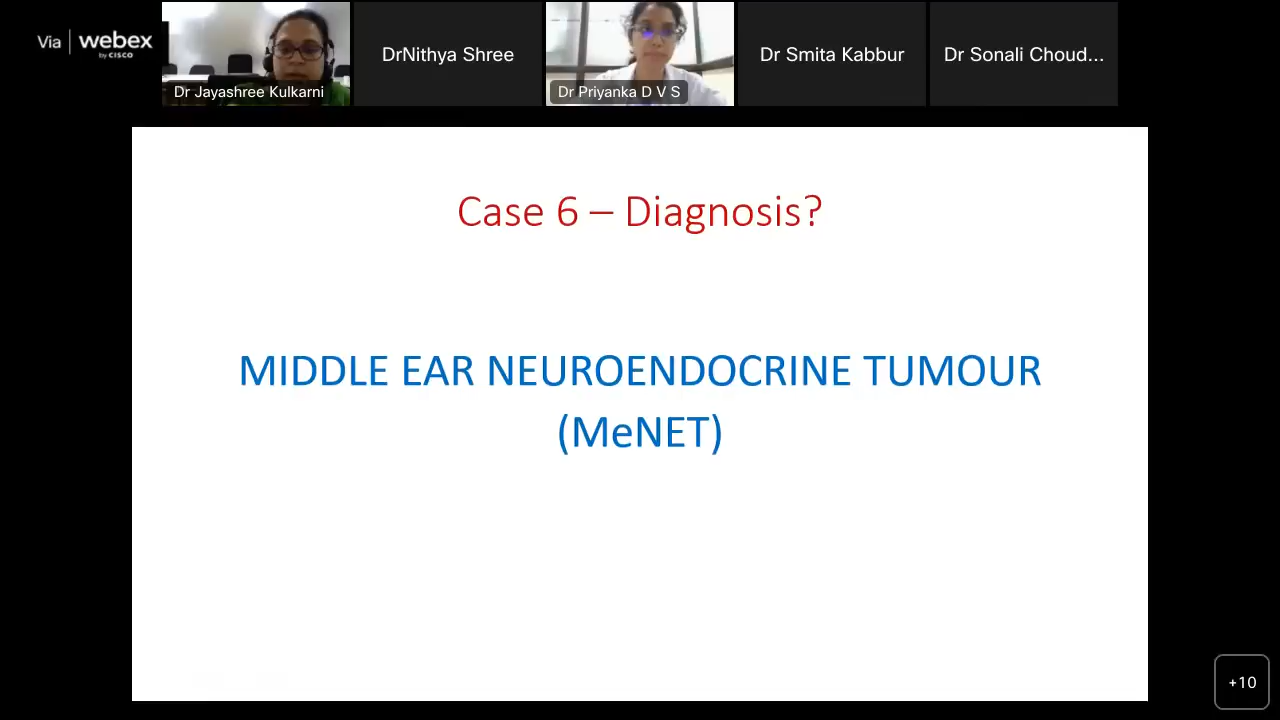 Via webex
by CISCO
Dr Jayashree Kulkarni
DrNithya Shree
Dr Priyanka D V S
Dr Smita Kabbur
Dr Sonali Choud...
Case 6 – Diagnosis?
MIDDLE EAR NEUROENDOCRINE TUMOUR
(MeNET)
+10